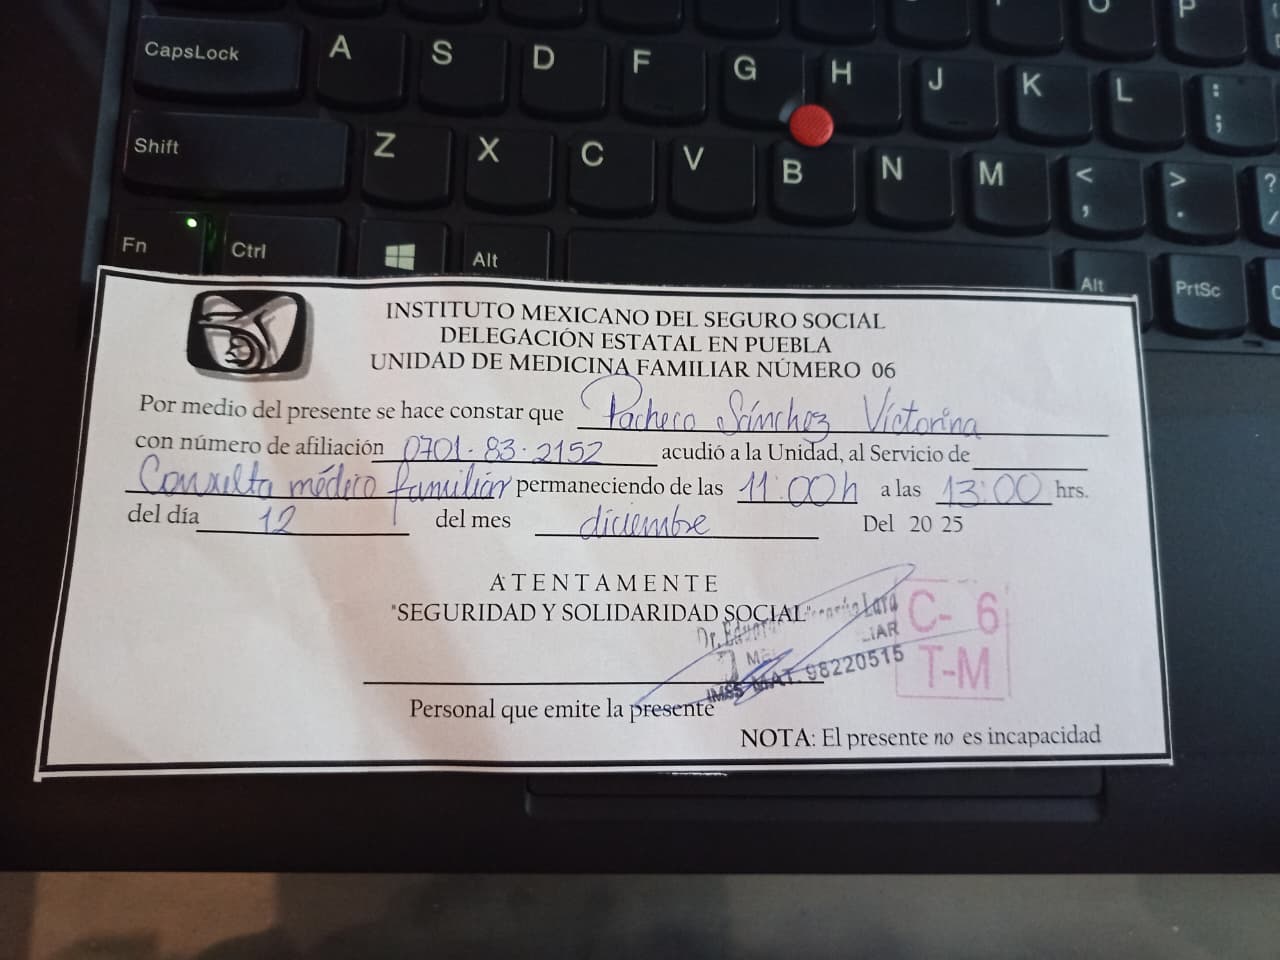 O P
CapsLock A S D F G H J K L : ;
Shift Z X C V B N M < , > . ? /
Fn Ctrl Alt Alt PrtSc
INSTITUTO MEXICANO DEL SEGURO SOCIAL
DELEGACIÓN ESTATAL EN PUEBLA
UNIDAD DE MEDICINA FAMILIAR NÚMERO 06
Por medio del presente se hace constar que Pacheco Sánchez Victorina
con número de afiliación 0701-83-2152 acudió a la Unidad, al Servicio de
Consulta médico familiar permaneciendo de las 11:00h a las 13:00 hrs.
del día 12 del mes diciembre Del 20 25
ATENTAMENTE
"SEGURIDAD Y SOLIDARIDAD SOCIAL"
Dr. Lara
IMSS MAT. 98220515
C- 6
T-M
Personal que emite la presente
NOTA: El presente no es incapacidad